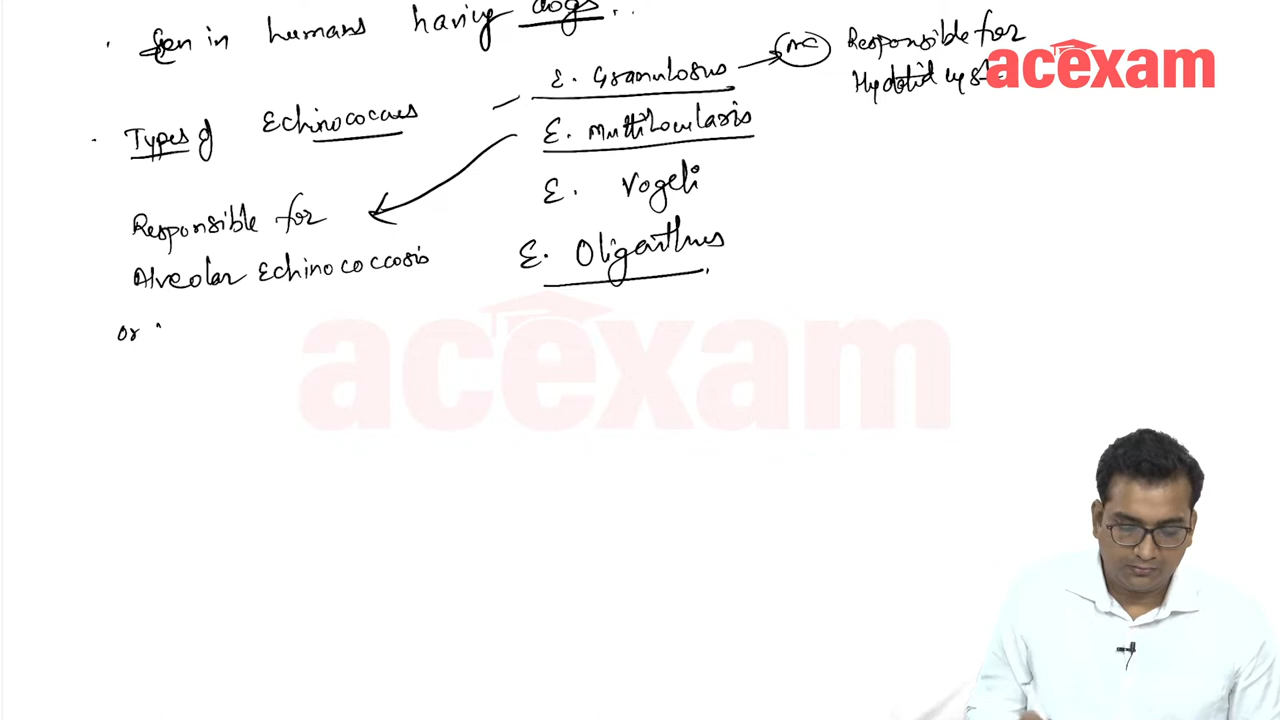 · Seen in humans having dogs..
E. Granulosus → MC Responsible for
Hydatid cyst
acexam
· Types of Echinococcus
E. Multilocularis
E. Vogeli
E. Oliganthus.
Responsible for
Alveolar Echinococcosis
or
acexam